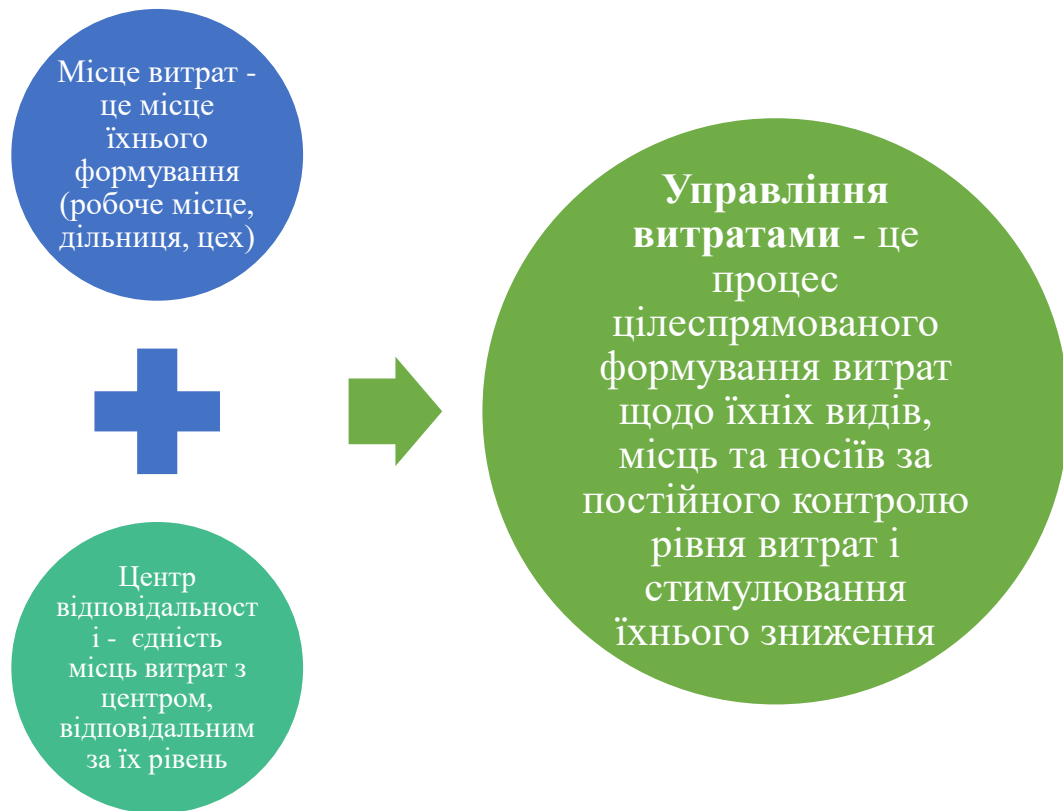 Місце витрат -
це місце
їхнього
формування
(робоче місце,
дільниця, цех)
Центр
відповідальност
і -  єдність
місць витрат з
центром,
відповідальним
за їх рівень
Управління
витратами - це
процес
цілеспрямованого
формування витрат
щодо їхніх видів,
місць та носіїв за
постійного контролю
рівня витрат і
стимулювання
їхнього зниження